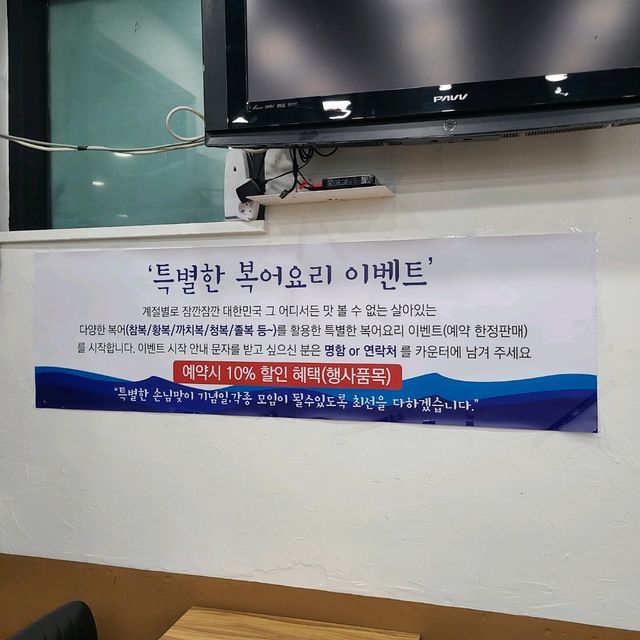 PAVV
'특별한 복어요리 이벤트'
계절별로 잠깐잠깐 대한민국 그 어디서든 맛 볼 수 없는 살아있는
다양한 복어(참복/황복/까치복/청복/졸복 등~)를 활용한 특별한 복어요리 이벤트(예약 한정판매)
를 시작합니다. 이벤트 시작 안내 문자를 받고 싶으신 분은 명함 or 연락처 를 카운터에 남겨 주세요
예약시 10% 할인 혜택(행사품목)
"특별한 손님맞이 기념일,각종 모임이 될수있도록 최선을 다하겠습니다."